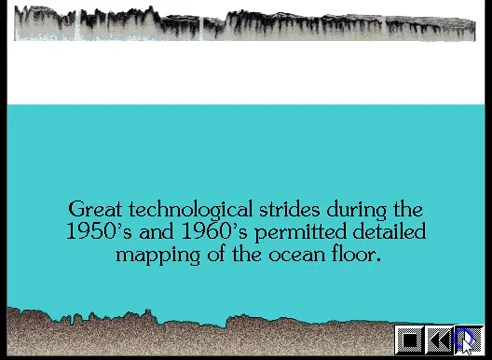 Great technological strides during the
1950's and 1960's permitted detailed
mapping of the ocean floor.